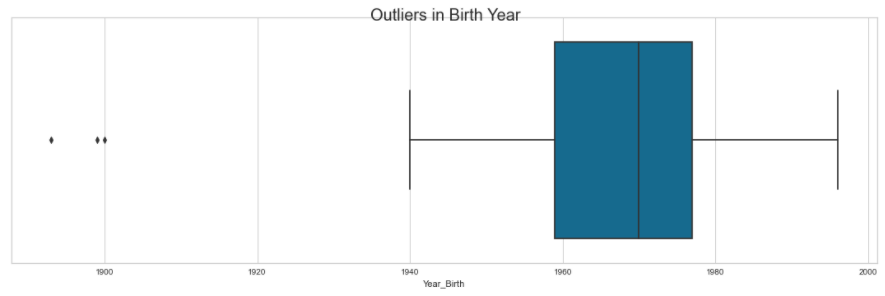 Outliers in Birth Year
1900 1920 1940 1960 1980 2000
Year_Birth